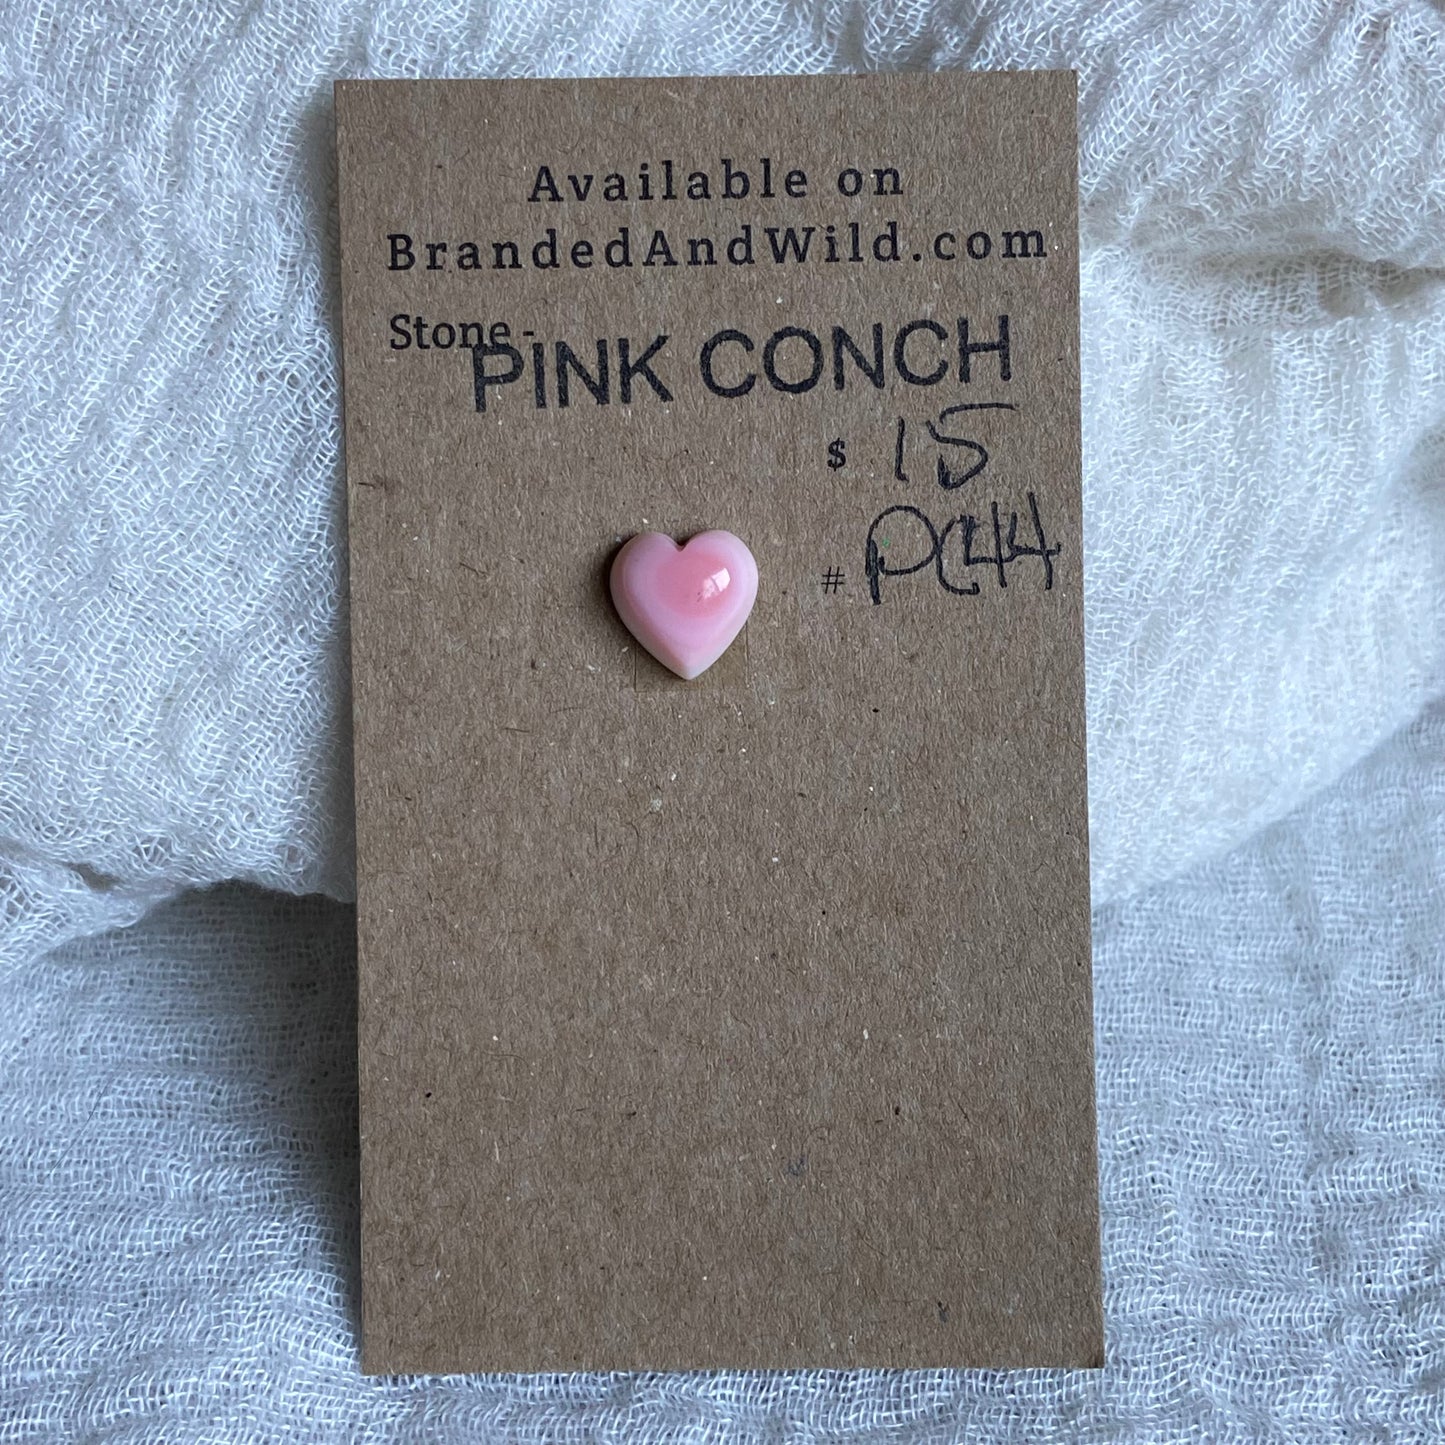 Available on
BrandedAndWild.com
Stone - PINK CONCH
$ 15
# PC44